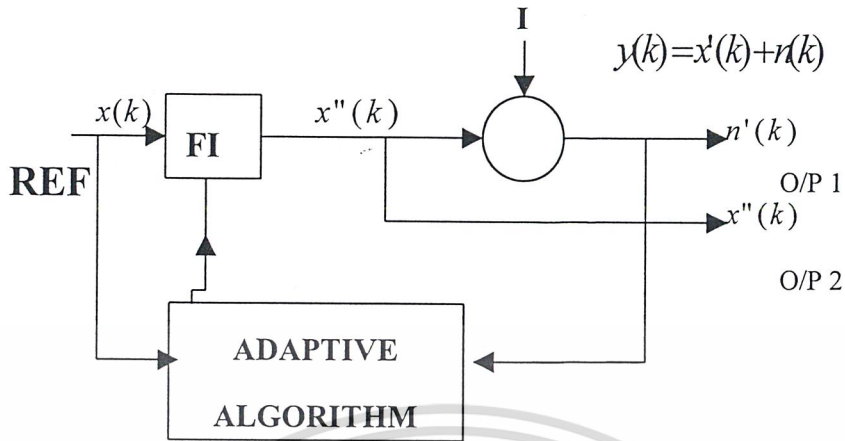 I
y(k)=x'(k)+n(k)
x(k)
FI
x''(k)
n'(k)
REF
O/P 1
x''(k)
O/P 2
ADAPTIVE
ALGORITHM